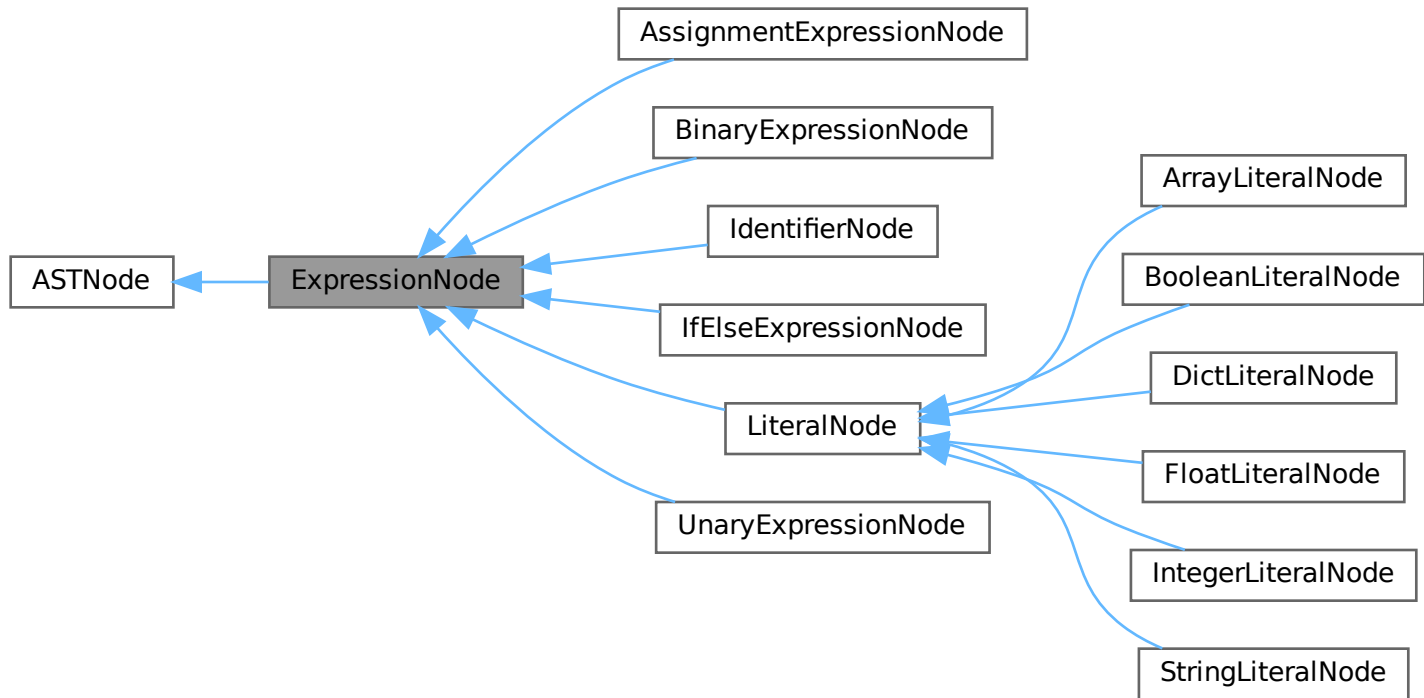 AssignmentExpressionNode
BinaryExpressionNode
ArrayLiteralNode
IdentifierNode
BooleanLiteralNode
ASTNode
ExpressionNode
IfElseExpressionNode
DictLiteralNode
LiteralNode
FloatLiteralNode
UnaryExpressionNode
IntegerLiteralNode
StringLiteralNode